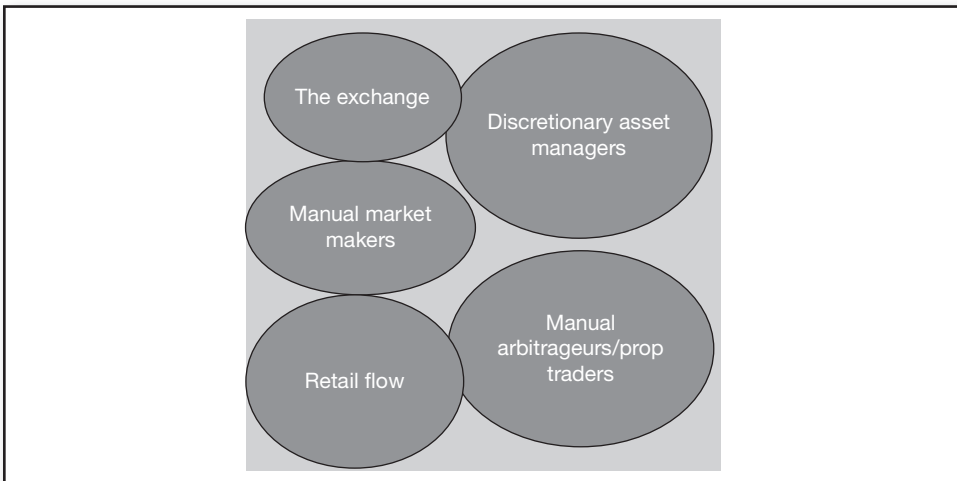 The exchange
Discretionary asset
managers
Manual market
makers
Manual
arbitrageurs/prop
traders
Retail flow